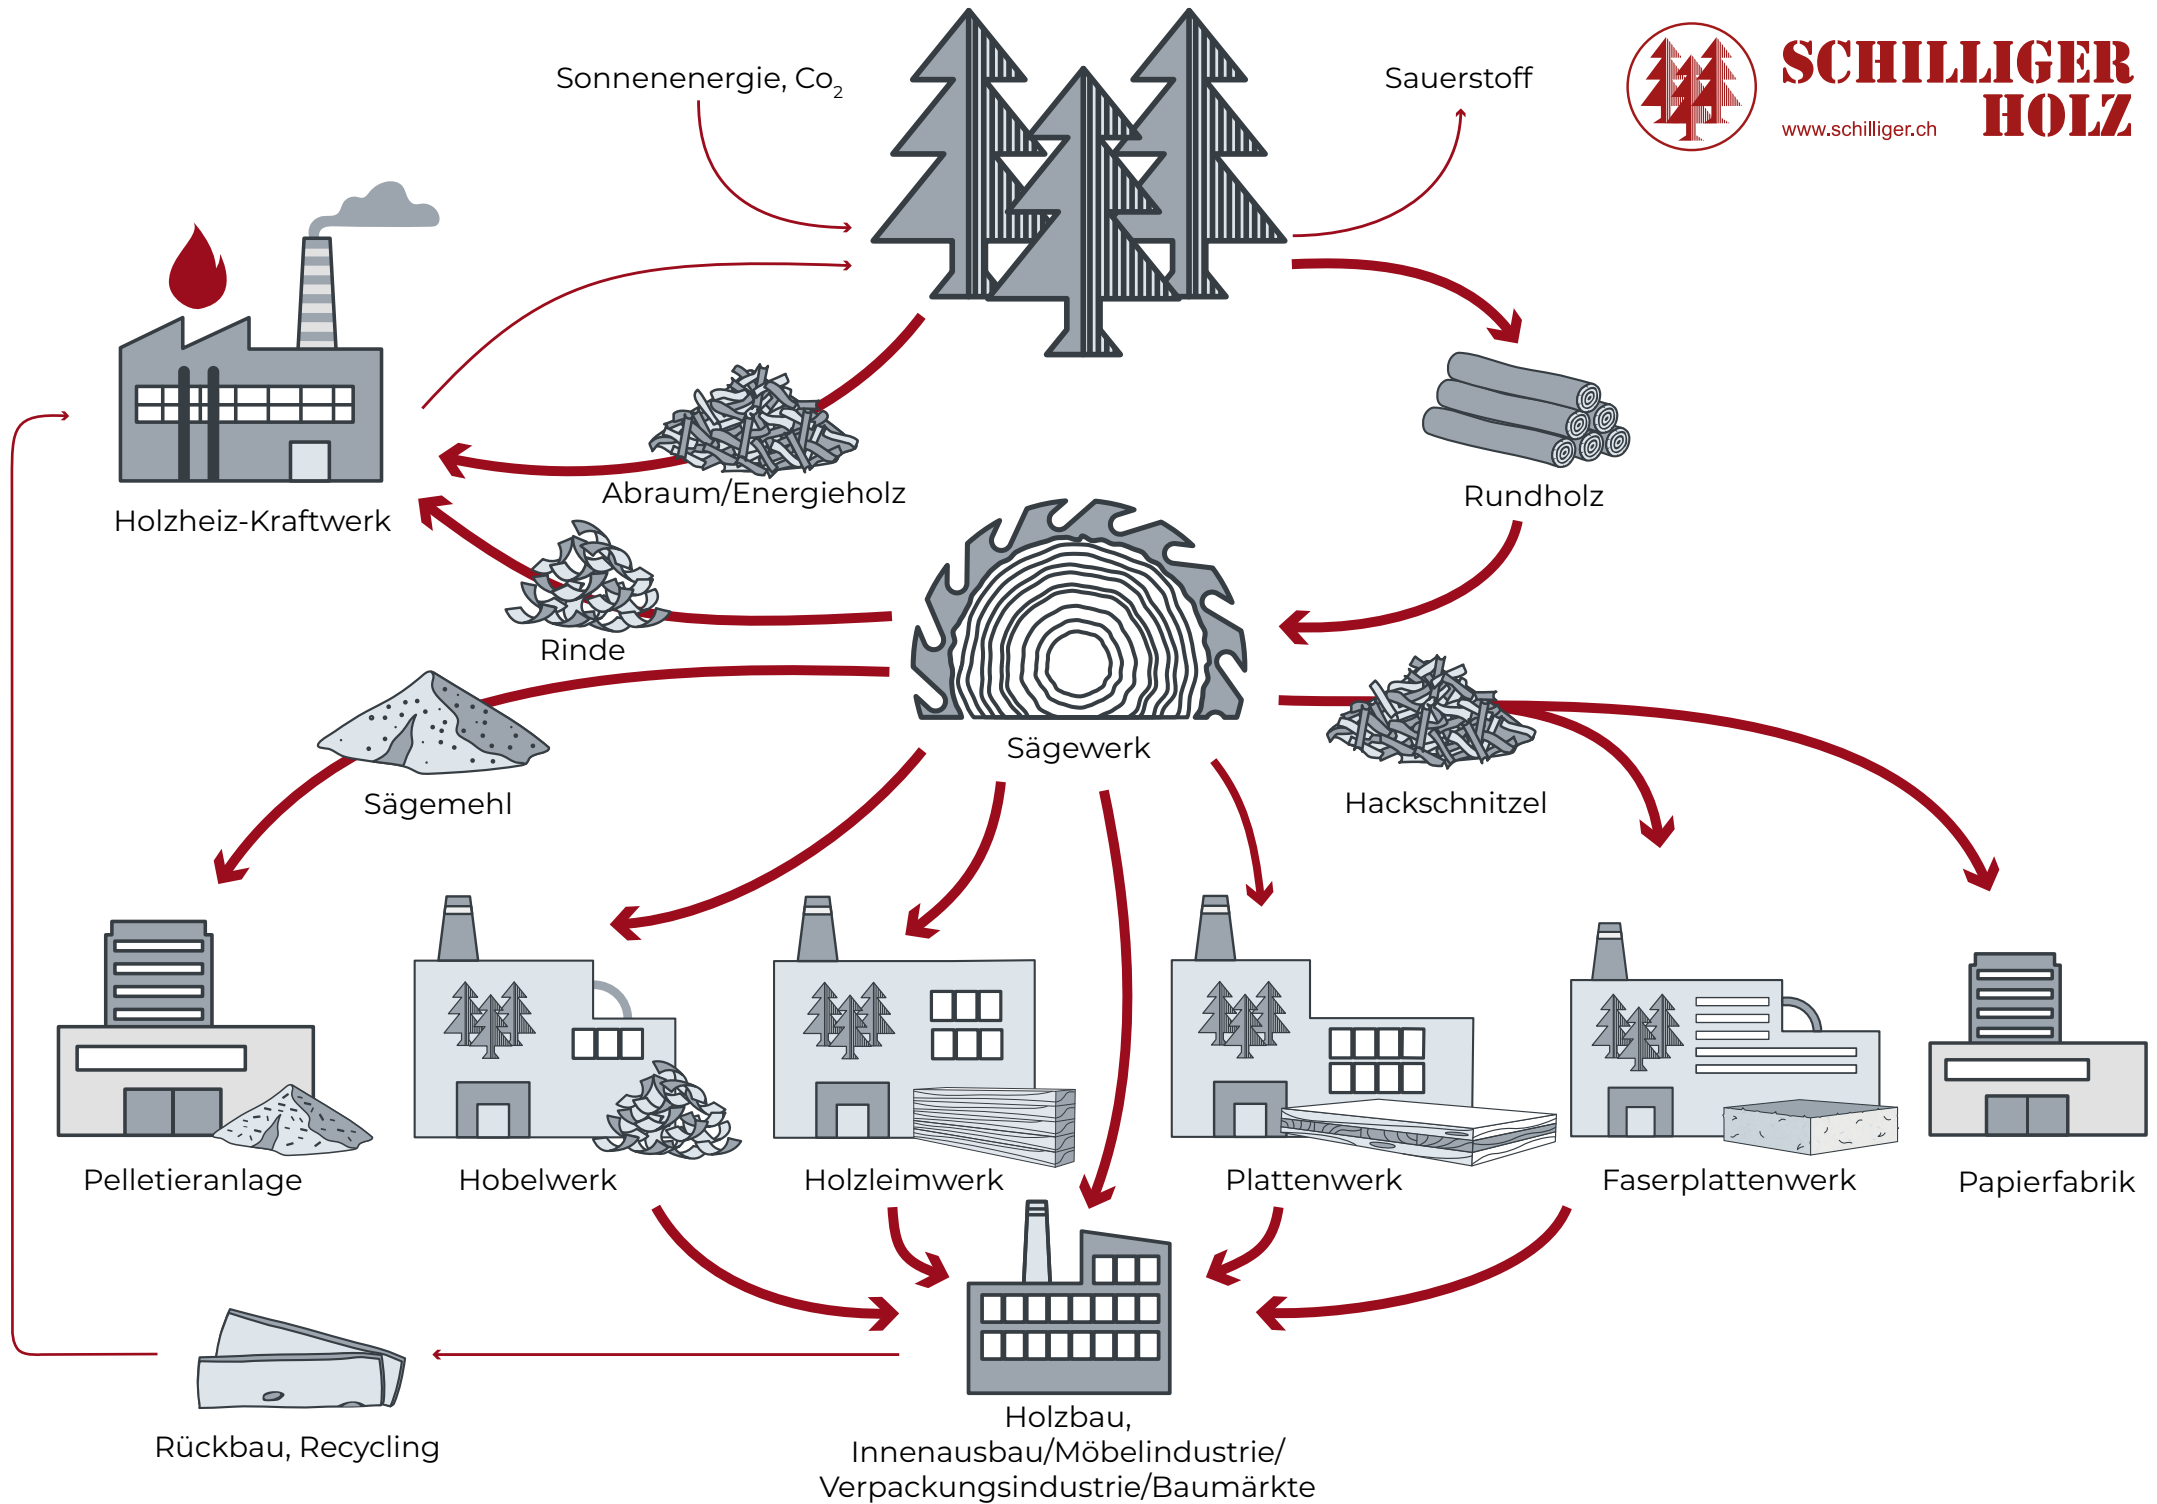 Sonnenenergie, Co2
Sauerstoff
SCHILLIGER
HOLZ
www.schilliger.ch
Holzheiz-Kraftwerk
Abraum/Energieholz
Rundholz
Rinde
Sägewerk
Sägemehl
Hackschnitzel
Pelletieranlage
Hobelwerk
Holzleimwerk
Plattenwerk
Faserplattenwerk
Papierfabrik
Rückbau, Recycling
Holzbau,
Innenausbau/Möbelindustrie/
Verpackungsindustrie/Baumärkte